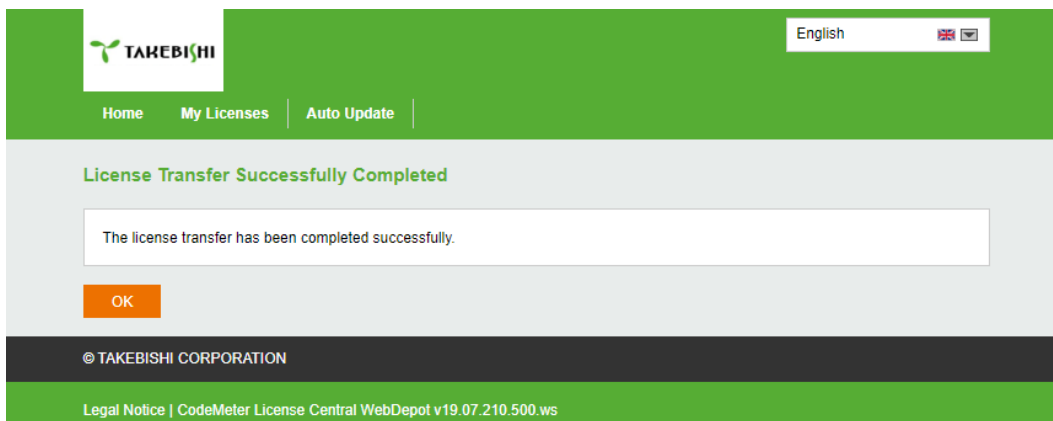 TAKEBISHI
English
Home My Licenses Auto Update
License Transfer Successfully Completed
The license transfer has been completed successfully.
OK
© TAKEBISHI CORPORATION
Legal Notice | CodeMeter License Central WebDepot v19.07.210.500.ws